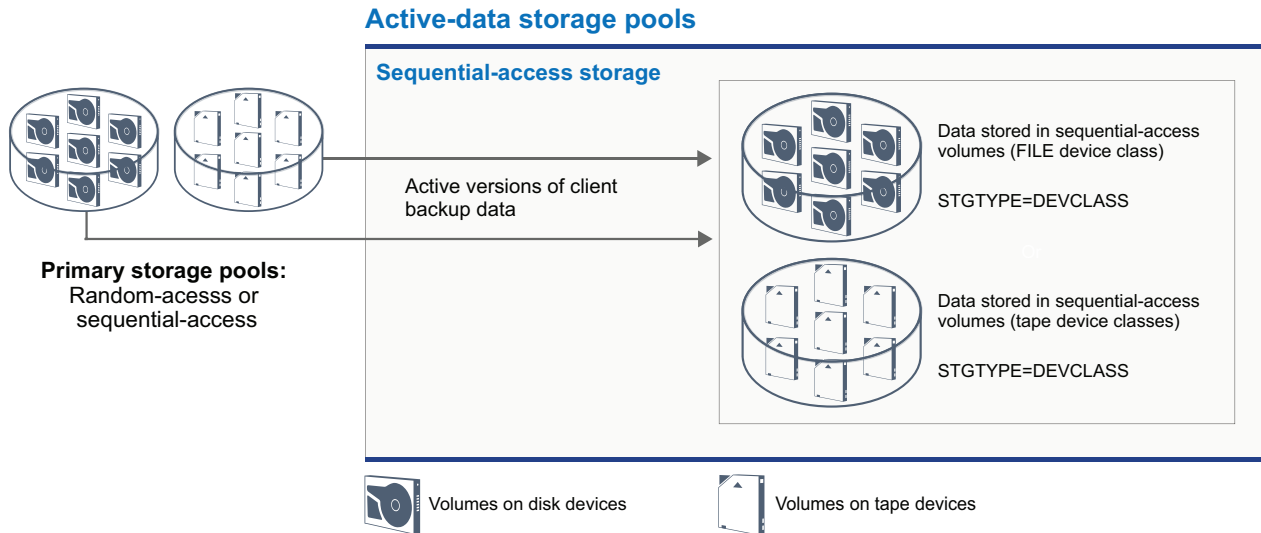 Active-data storage pools
Sequential-access storage
Data stored in sequential-access
volumes (FILE device class)
STGTYPE=DEVCLASS
Active versions of client
backup data
Primary storage pools:
Random-acesss or
sequential-access
Data stored in sequential-access
volumes (tape device classes)
STGTYPE=DEVCLASS
Volumes on disk devices
Volumes on tape devices